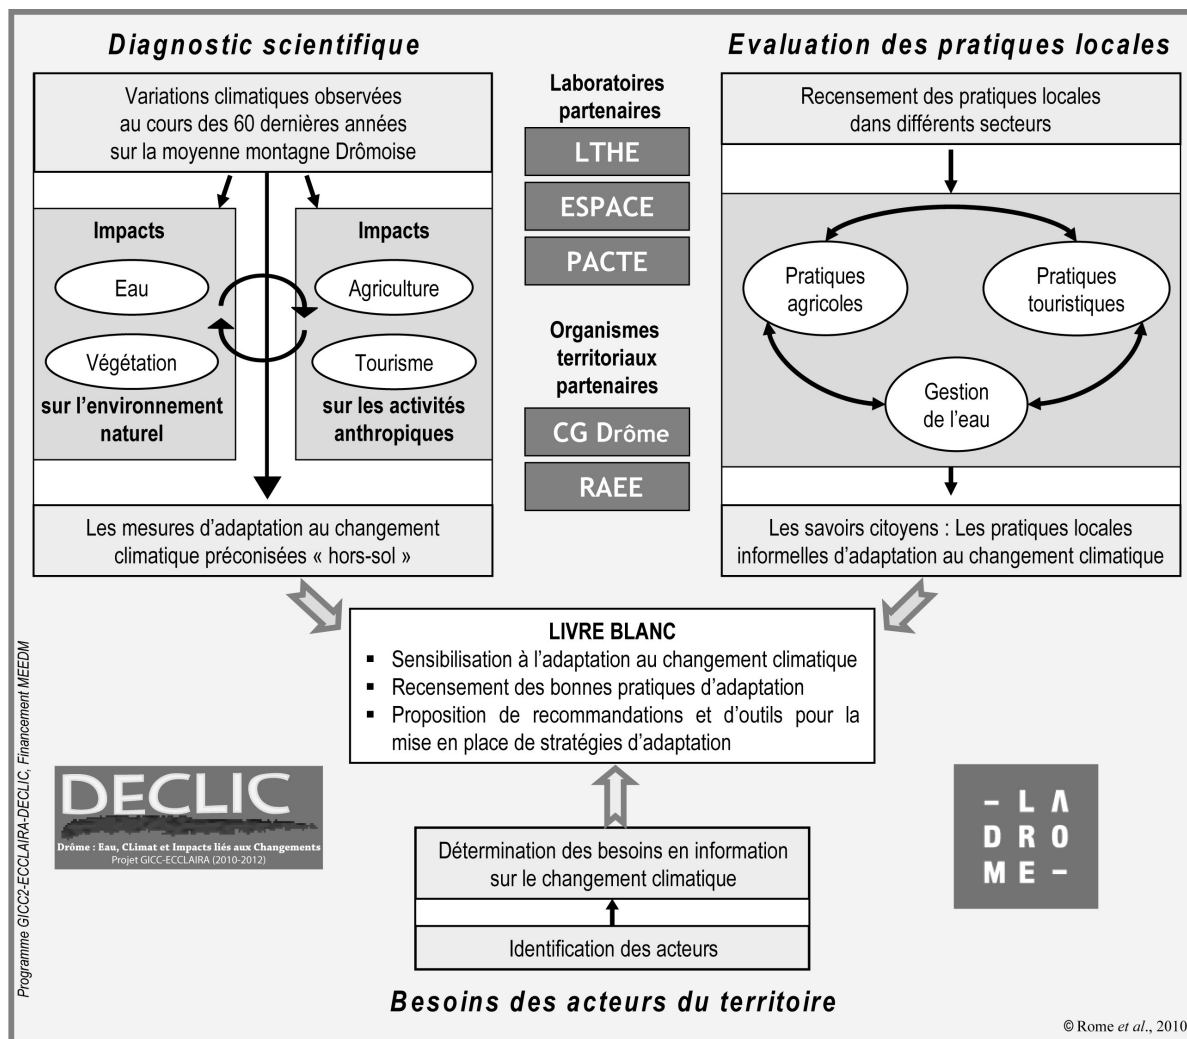 Diagnostic scientifique
Variations climatiques observées
au cours des 60 dernières années
sur la moyenne montagne Drômoise
Impacts
Eau
Végétation
sur l'environnement
naturel
Impacts
Agriculture
Tourisme
sur les activités
anthropiques
Les mesures d'adaptation au changement
climatique préconisées « hors-sol »
Laboratoires
partenaires
LTHE
ESPACE
PACTE
Organismes
territoriaux
partenaires
CG Drôme
RAEE
Evaluation des pratiques locales
Recensement des pratiques locales
dans différents secteurs
Pratiques
agricoles
Pratiques
touristiques
Gestion
de l'eau
Les savoirs citoyens : Les pratiques locales
informelles d'adaptation au changement climatique
LIVRE BLANC
▪ Sensibilisation à l'adaptation au changement climatique
▪ Recensement des bonnes pratiques d'adaptation
▪ Proposition de recommandations et d'outils pour la
mise en place de stratégies d'adaptation
Programme GICC2-ECCLAIRA-DECLIC, Financement MEEDM
DECLIC
Drôme : Eau, CLimat et Impacts liés aux Changements
Projet GICC-ECCLAIRA (2010-2012)
– L A
D R O
M E –
Détermination des besoins en information
sur le changement climatique
Identification des acteurs
Besoins des acteurs du territoire
© Rome et al., 2010